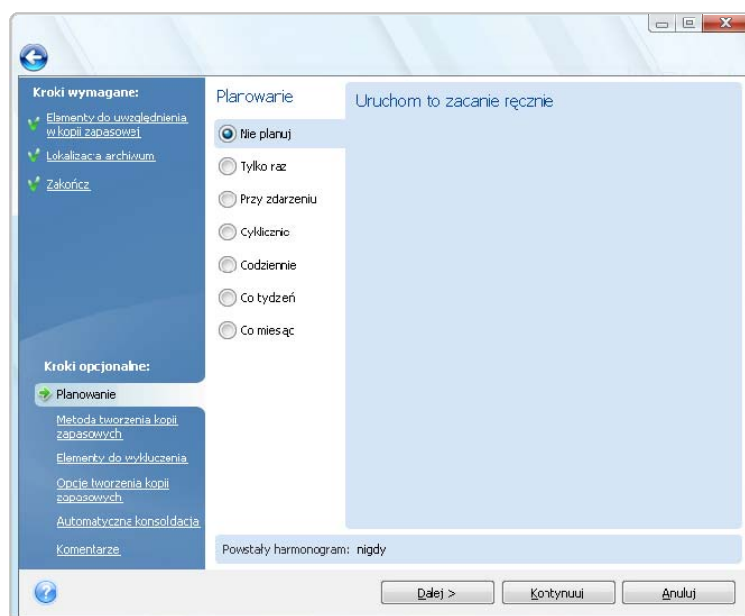 Kroki wymagane:
Elementy do uwzględnienia
w kopii zapasowej
Lokalizacja archiwum
Zakończ
Kroki opcjonalne:
Planowanie
Metoda tworzenia kopii
zapasowych
Elementy do wykluczenia
Opcje tworzenia kopii
zapasowych
Automatyczna konsolidacja
Komentarze
Planowanie
Nie planuj
Tylko raz
Przy zdarzeniu
Cyklicznie
Codziennie
Co tydzień
Co miesiąc
Uruchom to zadanie ręcznie
Powstały harmonogram: nigdy
Dalej >
Kontynuuj
Anuluj